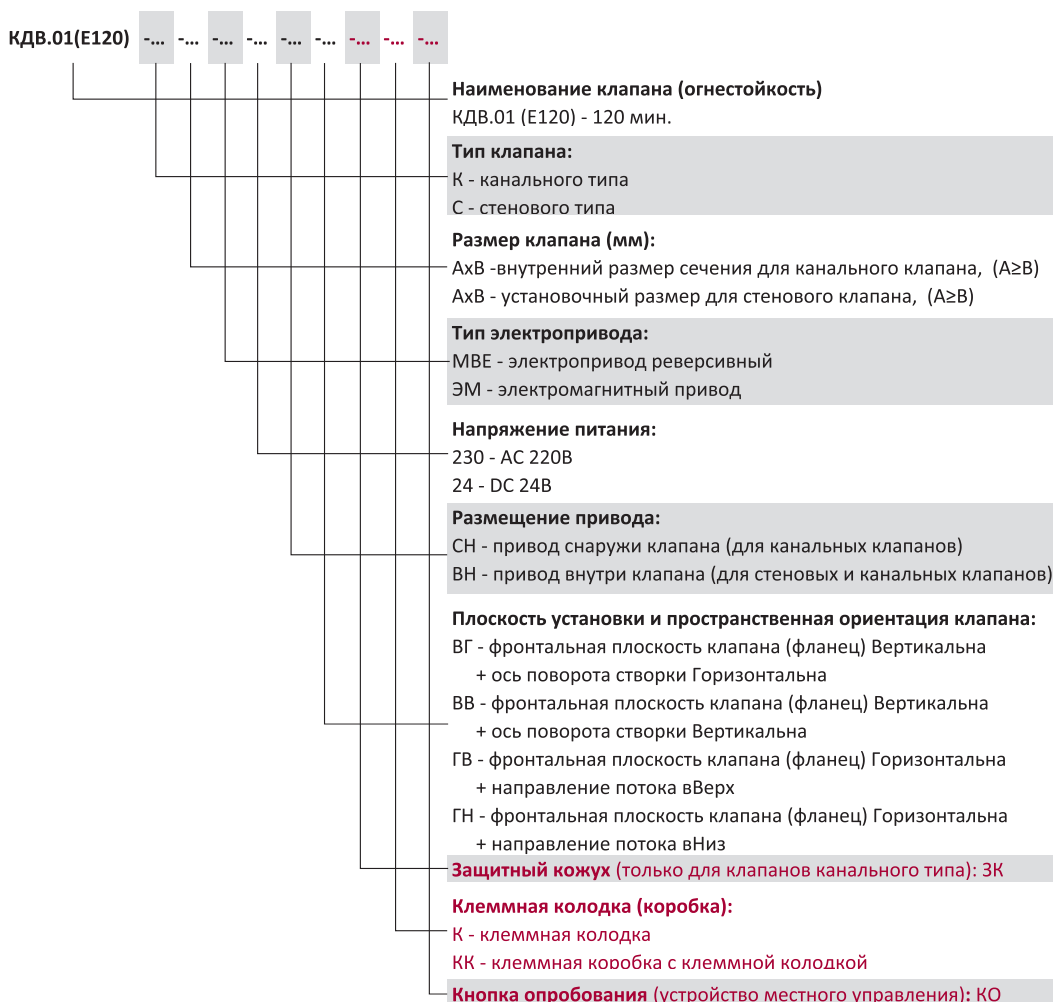 КДВ.01(Е120) -... -... -... -... -... -... -... -... -...
Наименование клапана (огнестойкость)
КДВ.01 (Е120) - 120 мин.
Тип клапана:
К - канального типа
С - стенового типа
Размер клапана (мм):
АхВ -внутренний размер сечения для канального клапана, (А≥В)
АхВ - установочный размер для стенового клапана, (А≥В)
Тип электропривода:
МВЕ - электропривод реверсивный
ЭМ - электромагнитный привод
Напряжение питания:
230 - АС 220В
24 - DC 24В
Размещение привода:
СН - привод снаружи клапана (для канальных клапанов)
ВН - привод внутри клапана (для стеновых и канальных клапанов)
Плоскость установки и пространственная ориентация клапана:
ВГ - фронтальная плоскость клапана (фланец) Вертикальна
+ ось поворота створки Горизонтальна
ВВ - фронтальная плоскость клапана (фланец) Вертикальна
+ ось поворота створки Вертикальна
ГВ - фронтальная плоскость клапана (фланец) Горизонтальна
+ направление потока вВерх
ГН - фронтальная плоскость клапана (фланец) Горизонтальна
+ направление потока вНиз
Защитный кожух (только для клапанов канального типа): ЗК
Клеммная колодка (коробка):
К - клеммная колодка
КК - клеммная коробка с клеммной колодкой
Кнопка опробования (устройство местного управления): КО